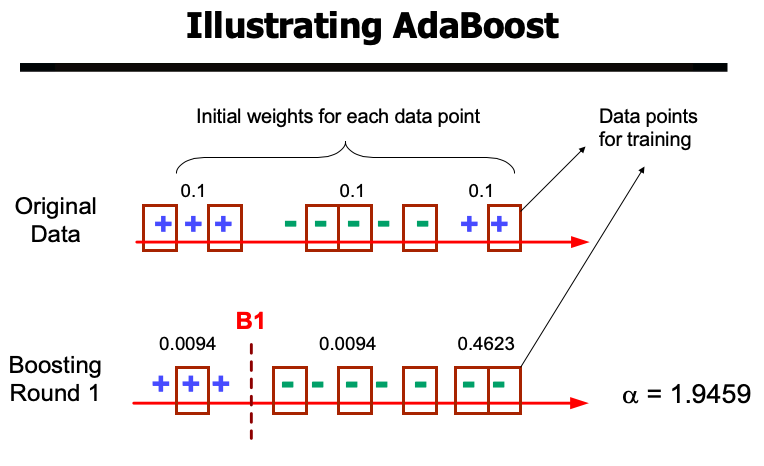 Illustrating AdaBoost
Initial weights for each data point
Data points
for training
0.1 0.1 0.1
Original
Data
+ + + - - - - - + +
B1
0.0094 0.0094 0.4623
Boosting
Round 1
+ + + - - - - - - -
α = 1.9459